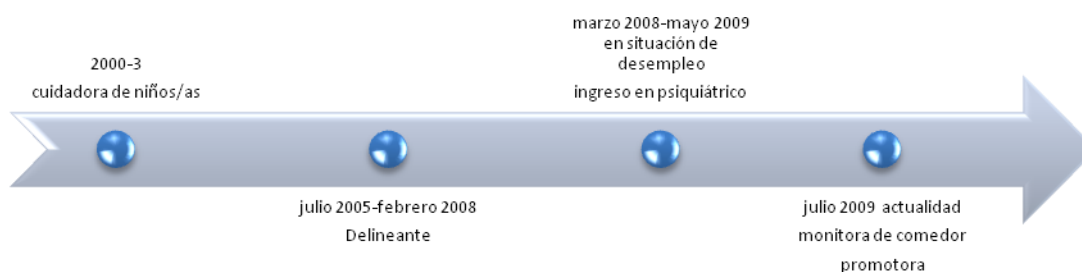 2000-3
cuidadora de niños/as
julio 2005-febrero 2008
Delineante
marzo 2008-mayo 2009
en situación de
desempleo
ingreso en psiquiátrico
julio 2009 actualidad
monitora de comedor
promotora